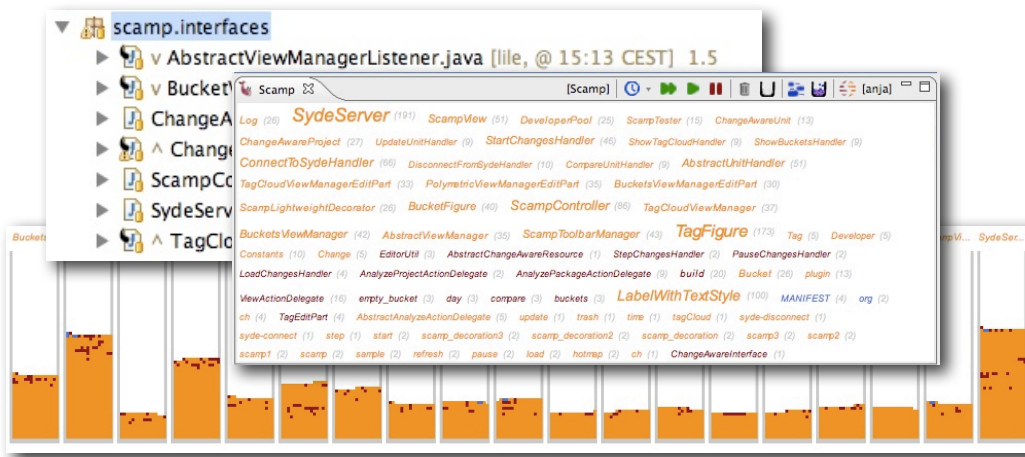 scamp.interfaces
v AbstractViewManagerListener.java [lile, @ 15:13 CEST] 1.5
v Bucket
ChangeA
^ Change
ScampCo
SydeServ
^ TagClo
Scamp [Scamp] [anja]
Log (26) SydeServer (191) ScampView (51) DeveloperPool (25) ScampTester (15) ChangeAwareUnit (13)
ChangeAwareProject (27) UpdateUnitHandler (9) StartChangesHandler (46) ShowTagCloudHandler (9) ShowBucketsHandler (9)
ConnectToSydeHandler (66) DisconnectFromSydeHandler (10) CompareUnitHandler (9) AbstractUnitHandler (51)
TagCloudViewManagerEditPart (33) PolymetricViewManagerEditPart (35) BucketsViewManagerEditPart (30)
ScampLightweightDecorator (26) BucketFigure (40) ScampController (86) TagCloudViewManager (37)
BucketsViewManager (42) AbstractViewManager (35) ScampToolbarManager (43) TagFigure (173) Tag (5) Developer (5)
Constants (10) Change (5) EditorUtil (3) AbstractChangeAwareResource (1) StepChangesHandler (2) PauseChangesHandler (2)
LoadChangesHandler (4) AnalyzeProjectActionDelegate (2) AnalyzePackageActionDelegate (9) build (20) Bucket (26) plugin (13)
ViewActionDelegate (16) empty_bucket (3) day (3) compare (3) buckets (3) LabelWithTextStyle (100) MANIFEST (4) org (2)
ch (4) TagEditPart (4) AbstractAnalyzeActionDelegate (5) update (1) trash (1) time (1) tagCloud (1) syde-disconnect (1)
syde-connect (1) step (1) start (2) scamp_decoration3 (2) scamp_decoration2 (2) scamp_decoration (2) scamp3 (2) scamp2 (2)
scamp1 (2) scamp (2) sample (2) refresh (2) pause (2) load (2) hotmap (2) ch (1) ChangeAwareInterface (1)
Buckets
SydeSer...